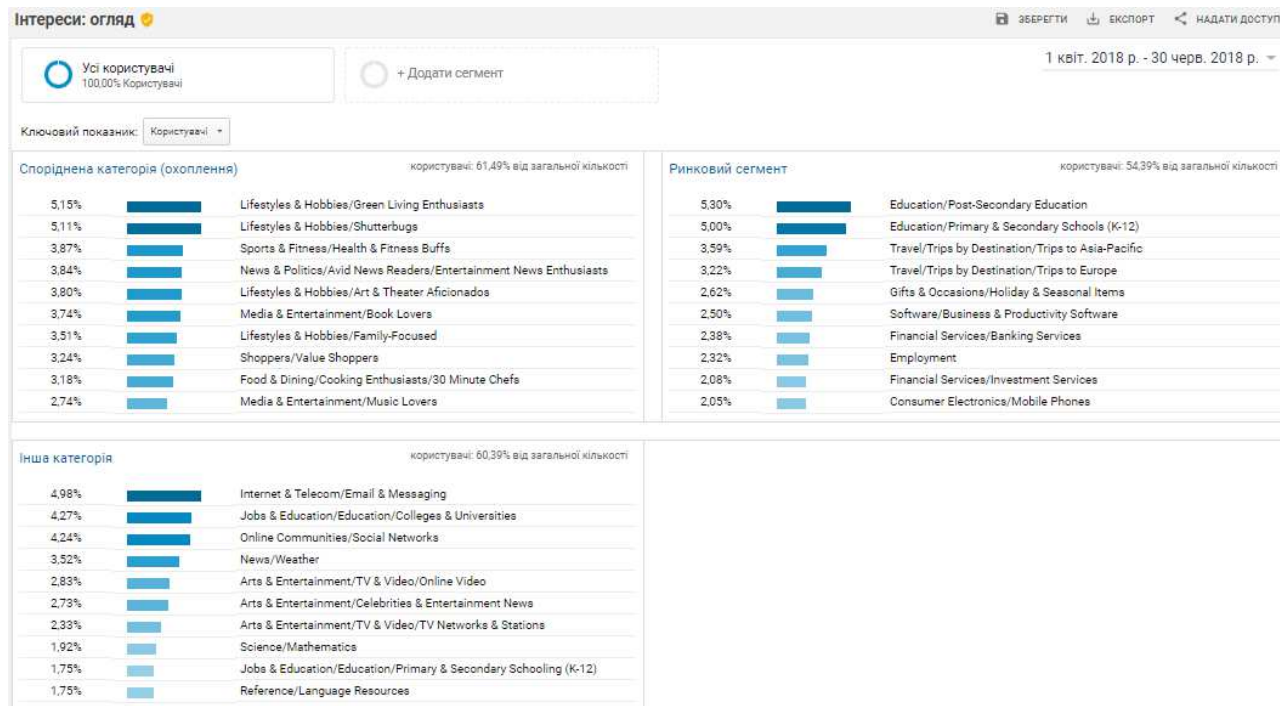 Інтереси: огляд
ЗБЕРЕГТИ ЕКСПОРТ НАДАТИ ДОСТУП
Усі користувачі
100,00% Користувачі
+ Додати сегмент
1 квіт. 2018 р. - 30 черв. 2018 р.
Ключовий показник: Користувачі
Споріднена категорія (охоплення) користувачі: 61,49% від загальної кількості
5,15% Lifestyles & Hobbies/Green Living Enthusiasts
5,11% Lifestyles & Hobbies/Shutterbugs
3,87% Sports & Fitness/Health & Fitness Buffs
3,84% News & Politics/Avid News Readers/Entertainment News Enthusiasts
3,80% Lifestyles & Hobbies/Art & Theater Aficionados
3,74% Media & Entertainment/Book Lovers
3,51% Lifestyles & Hobbies/Family-Focused
3,24% Shoppers/Value Shoppers
3,18% Food & Dining/Cooking Enthusiasts/30 Minute Chefs
2,74% Media & Entertainment/Music Lovers
Ринковий сегмент користувачі: 54,39% від загальної кількості
5,30% Education/Post-Secondary Education
5,00% Education/Primary & Secondary Schools (K-12)
3,59% Travel/Trips by Destination/Trips to Asia-Pacific
3,22% Travel/Trips by Destination/Trips to Europe
2,62% Gifts & Occasions/Holiday & Seasonal Items
2,50% Software/Business & Productivity Software
2,38% Financial Services/Banking Services
2,32% Employment
2,08% Financial Services/Investment Services
2,05% Consumer Electronics/Mobile Phones
Інша категорія користувачі: 60,39% від загальної кількості
4,98% Internet & Telecom/Email & Messaging
4,27% Jobs & Education/Education/Colleges & Universities
4,24% Online Communities/Social Networks
3,52% News/Weather
2,83% Arts & Entertainment/TV & Video/Online Video
2,73% Arts & Entertainment/Celebrities & Entertainment News
2,33% Arts & Entertainment/TV & Video/TV Networks & Stations
1,92% Science/Mathematics
1,75% Jobs & Education/Education/Primary & Secondary Schooling (K-12)
1,75% Reference/Language Resources